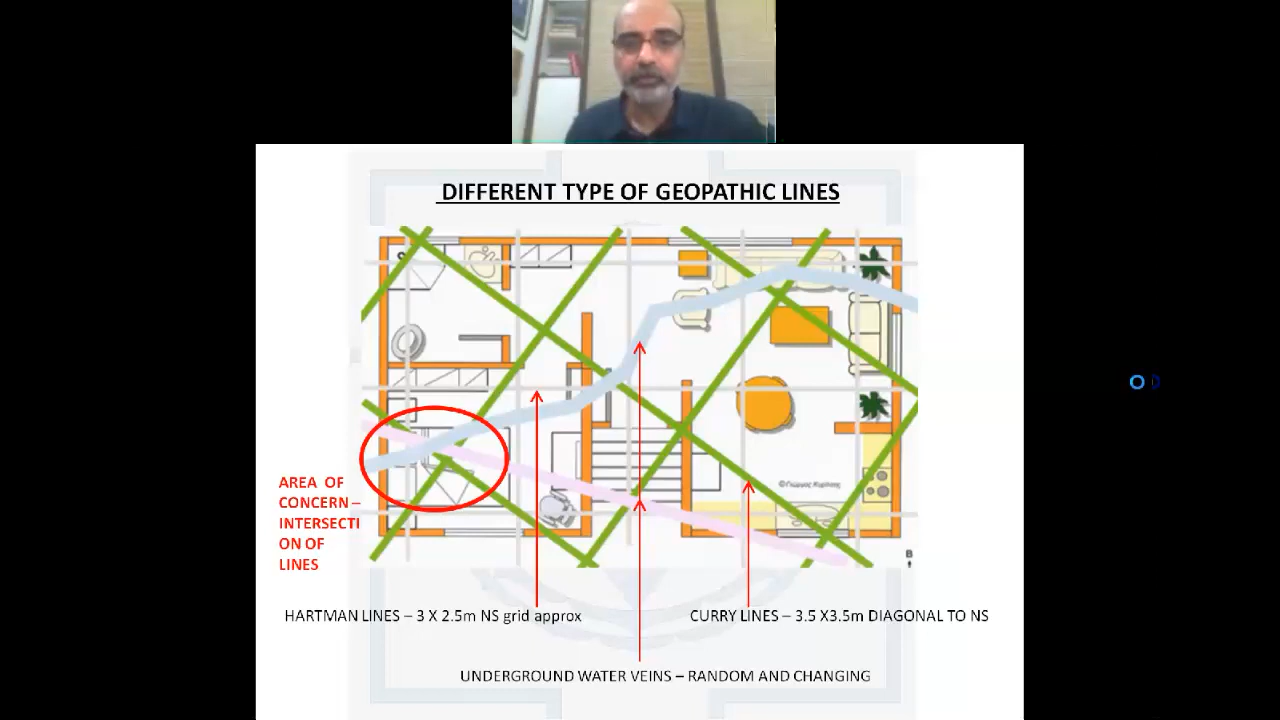 DIFFERENT TYPE OF GEOPATHIC LINES
AREA OF
CONCERN –
INTERSECTI
ON OF
LINES
B
HARTMAN LINES – 3 X 2.5m NS grid approx
CURRY LINES – 3.5 X3.5m DIAGONAL TO NS
UNDERGROUND WATER VEINS – RANDOM AND CHANGING